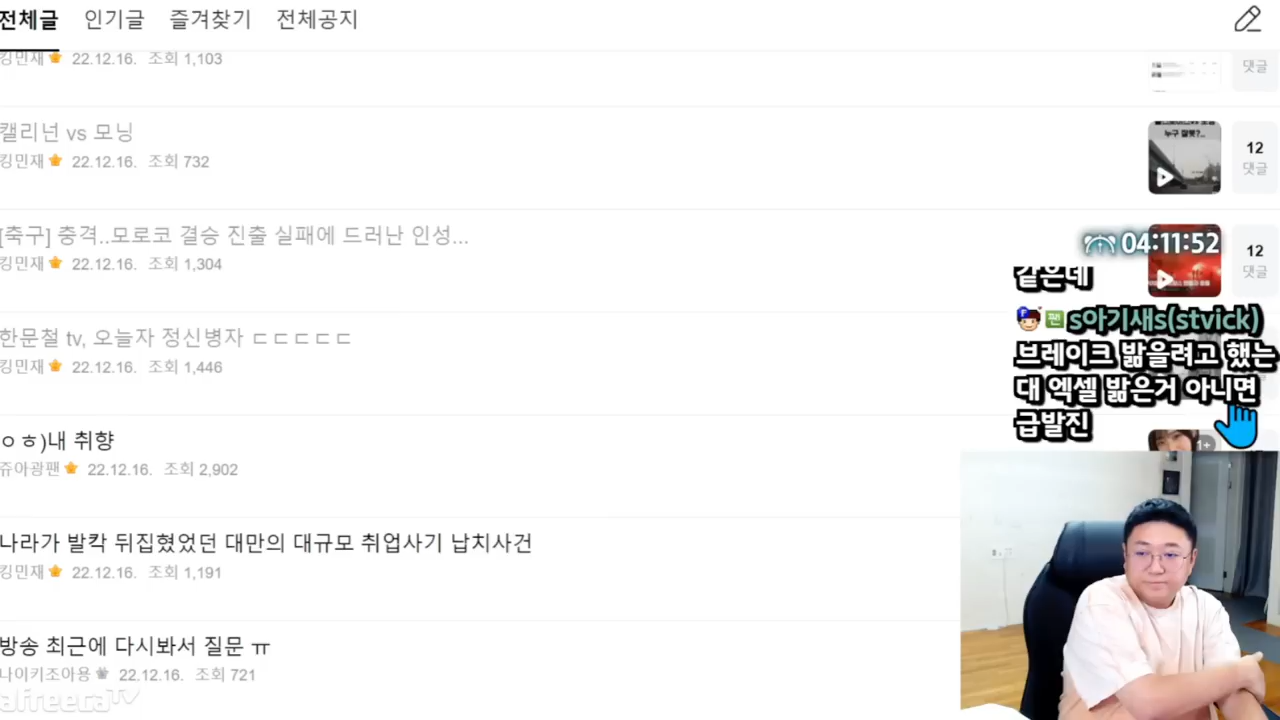 전체글 인기글 즐겨찾기 전체공지
킹민재 22.12.16. 조회 1,103
댓글
캘리넌 vs 모닝
킹민재 22.12.16. 조회 732
누구 잘못?..
12
댓글
[축구] 충격..모로코 결승 진출 실패에 드러난 인성...
킹민재 22.12.16. 조회 1,304
04:11:52
12
댓글
같은데
팬 s아기새s(stvick)
브레이크 밟을려고 했는
대 엑셀 밟은거 아니면
급발진
한문철 tv, 오늘자 정신병자 ㄷㄷㄷㄷㄷ
킹민재 22.12.16. 조회 1,446
ㅇㅎ)내 취향
쥬아광팬 22.12.16. 조회 2,902
1+
나라가 발칵 뒤집혔었던 대만의 대규모 취업사기 납치사건
킹민재 22.12.16. 조회 1,191
방송 최근에 다시봐서 질문 ㅠ
나이키조아용 22.12.16. 조회 721
afreecaTV